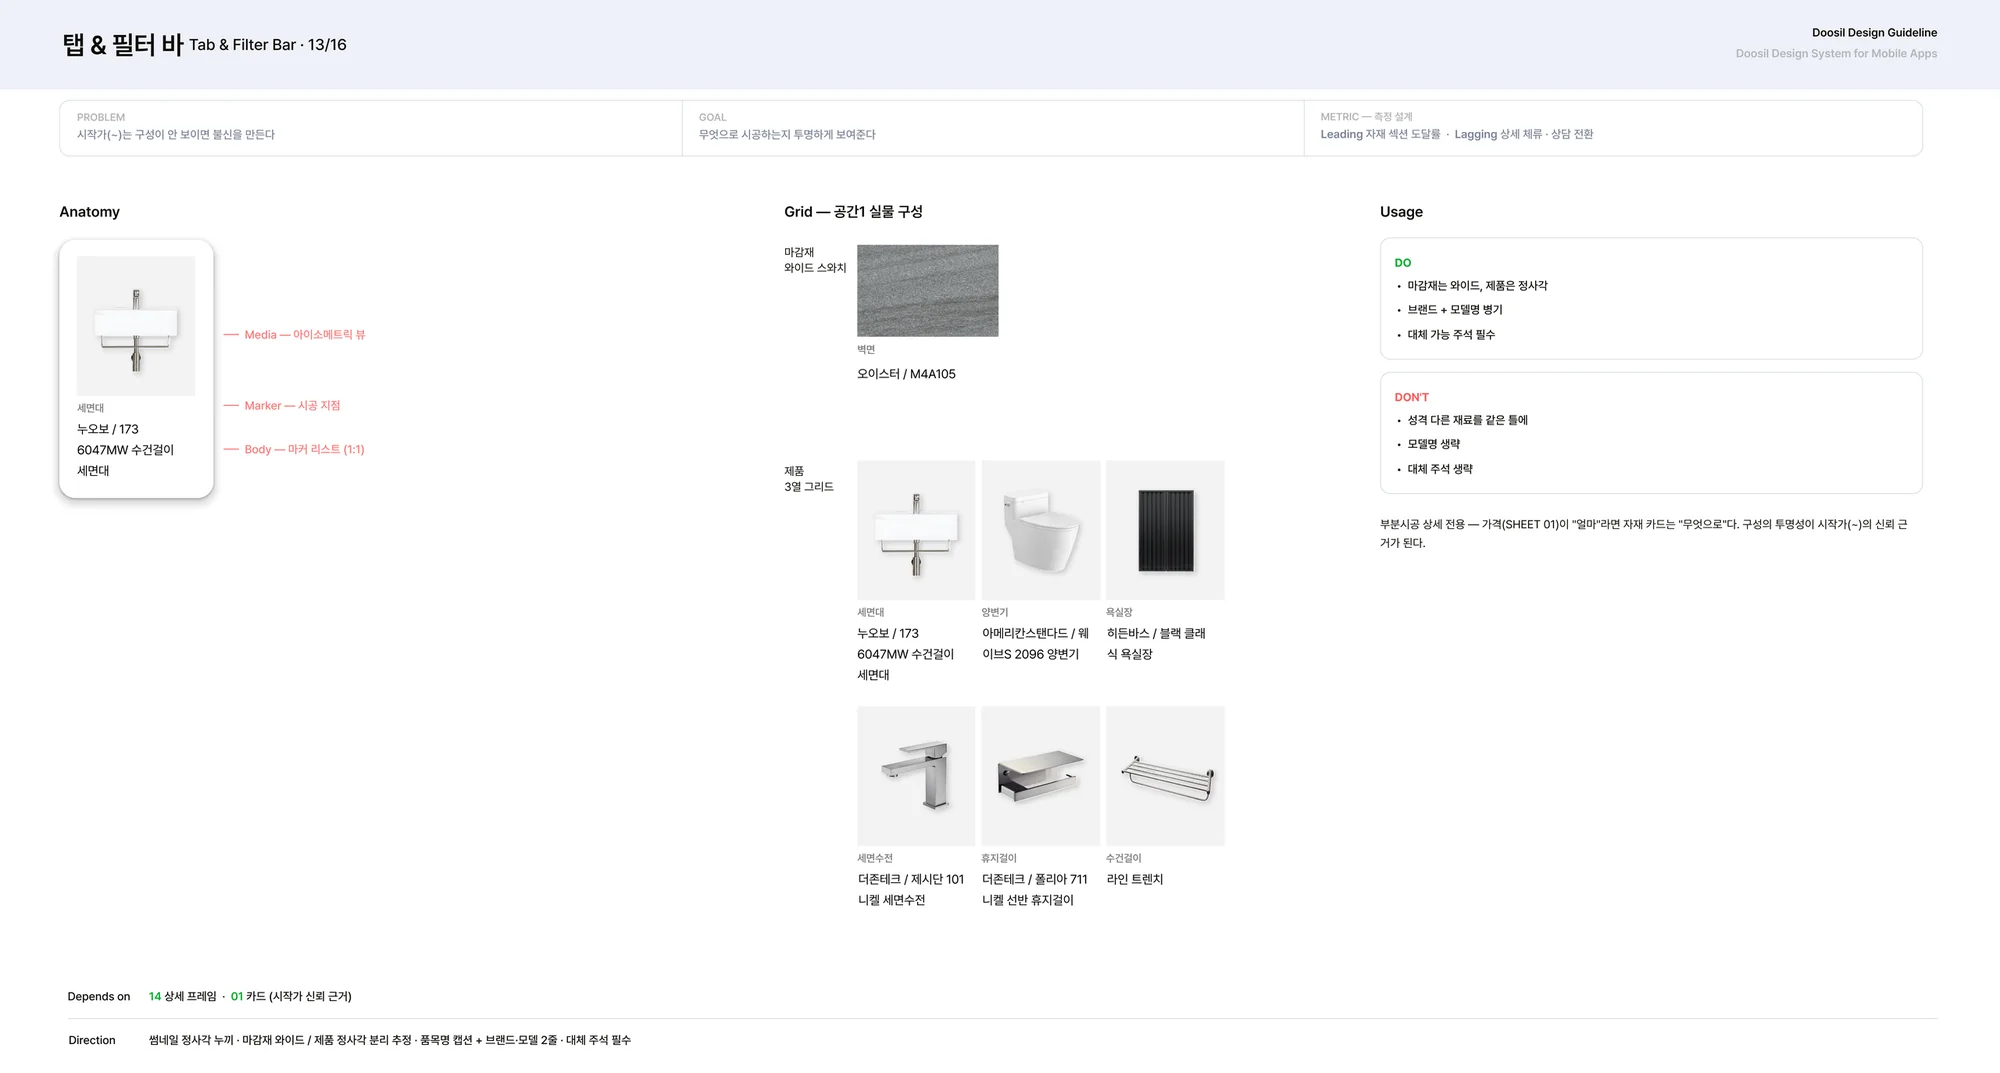 탭 & 필터 바 Tab & Filter Bar · 13/16
Doosil Design Guideline
Doosil Design System for Mobile Apps
PROBLEM
시작가(~)는 구성이 안 보이면 불신을 만든다
GOAL
무엇으로 시공하는지 투명하게 보여준다
METRIC — 측정 설계
Leading 자재 섹션 도달률 · Lagging 상세 체류 · 상담 전환
Anatomy
세면대
누오보 / 173
6047MW 수건걸이
세면대
Media — 아이소메트릭 뷰
Marker — 시공 지점
Body — 마커 리스트 (1:1)
Grid — 공간1 실물 구성
마감재
와이드 스와치
벽면
오이스터 / M4A105
제품
3열 그리드
세면대
누오보 / 173
6047MW 수건걸이
세면대
양변기
아메리칸스탠다드 / 웨
이브S 2096 양변기
욕실장
히든바스 / 블랙 클래
식 욕실장
세면수전
더존테크 / 제시단 101
니켈 세면수전
휴지걸이
더존테크 / 폴리아 711
니켈 선반 휴지걸이
수건걸이
라인 트렌치
Usage
DO
• 마감재는 와이드, 제품은 정사각
• 브랜드 + 모델명 병기
• 대체 가능 주석 필수
DON'T
• 성격 다른 재료를 같은 틀에
• 모델명 생략
• 대체 주석 생략
부분시공 상세 전용 — 가격(SHEET 01)이 "얼마"라면 자재 카드는 "무엇으로"다. 구성의 투명성이 시작가(~)의 신뢰 근
거가 된다.
Depends on 14 상세 프레임 · 01 카드 (시작가 신뢰 근거)
Direction 썸네일 정사각 누끼 · 마감재 와이드 / 제품 정사각 분리 추정 · 품목명 캡션 + 브랜드·모델 2줄 · 대체 주석 필수